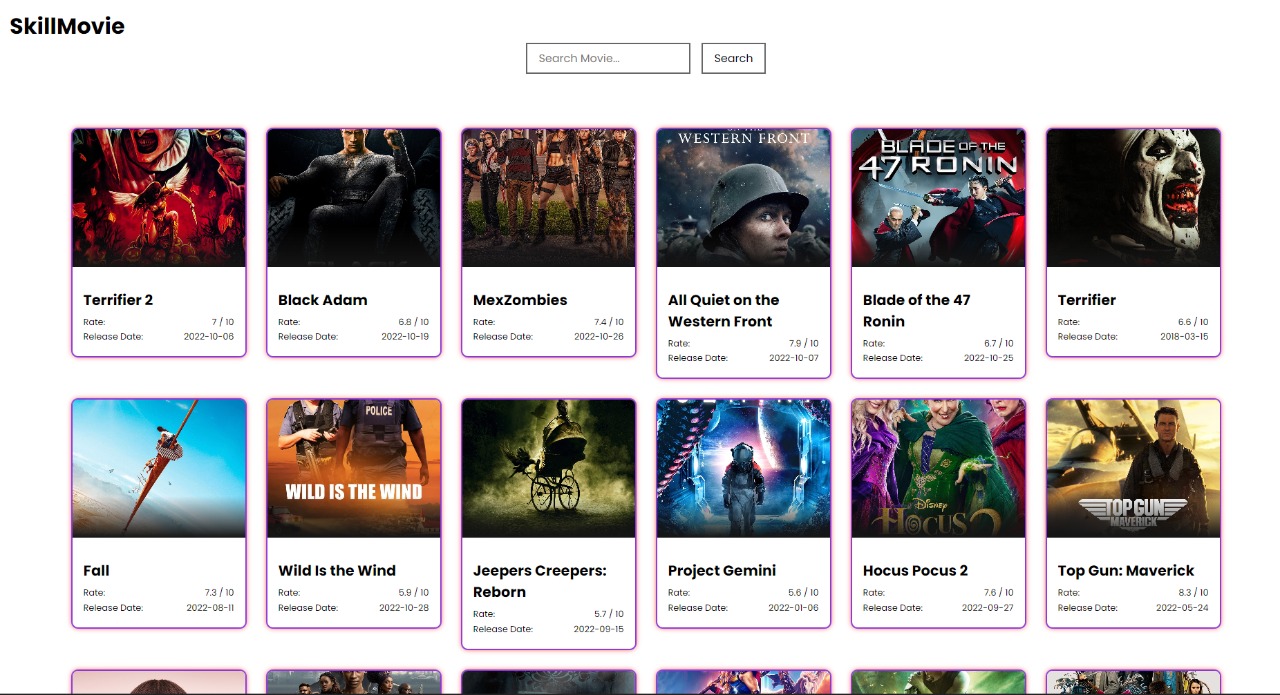 SkillMovie
Search Movie...
Search
WESTERN FRONT
BLADE OF THE
47 RONIN
Terrifier 2
Rate: 7 / 10
Release Date: 2022-10-06
Black Adam
Rate: 6.8 / 10
Release Date: 2022-10-19
MexZombies
Rate: 7.4 / 10
Release Date: 2022-10-26
All Quiet on the
Western Front
Rate: 7.9 / 10
Release Date: 2022-10-07
Blade of the 47
Ronin
Rate: 6.7 / 10
Release Date: 2022-10-25
Terrifier
Rate: 6.6 / 10
Release Date: 2018-03-15
POLICE
WILD IS THE WIND
Disney
HOCUS 2
TOP GUN
MAVERICK
Fall
Rate: 7.3 / 10
Release Date: 2022-08-11
Wild Is the Wind
Rate: 5.9 / 10
Release Date: 2022-10-28
Jeepers Creepers:
Reborn
Rate: 5.7 / 10
Release Date: 2022-09-15
Project Gemini
Rate: 5.6 / 10
Release Date: 2022-01-06
Hocus Pocus 2
Rate: 7.6 / 10
Release Date: 2022-09-27
Top Gun: Maverick
Rate: 8.3 / 10
Release Date: 2022-05-24